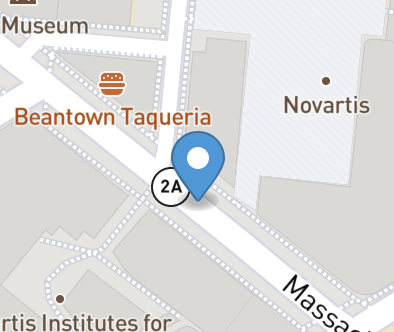 Museum
Novartis
Beantown Taqueria
2A
Massac
rtis Institutes for